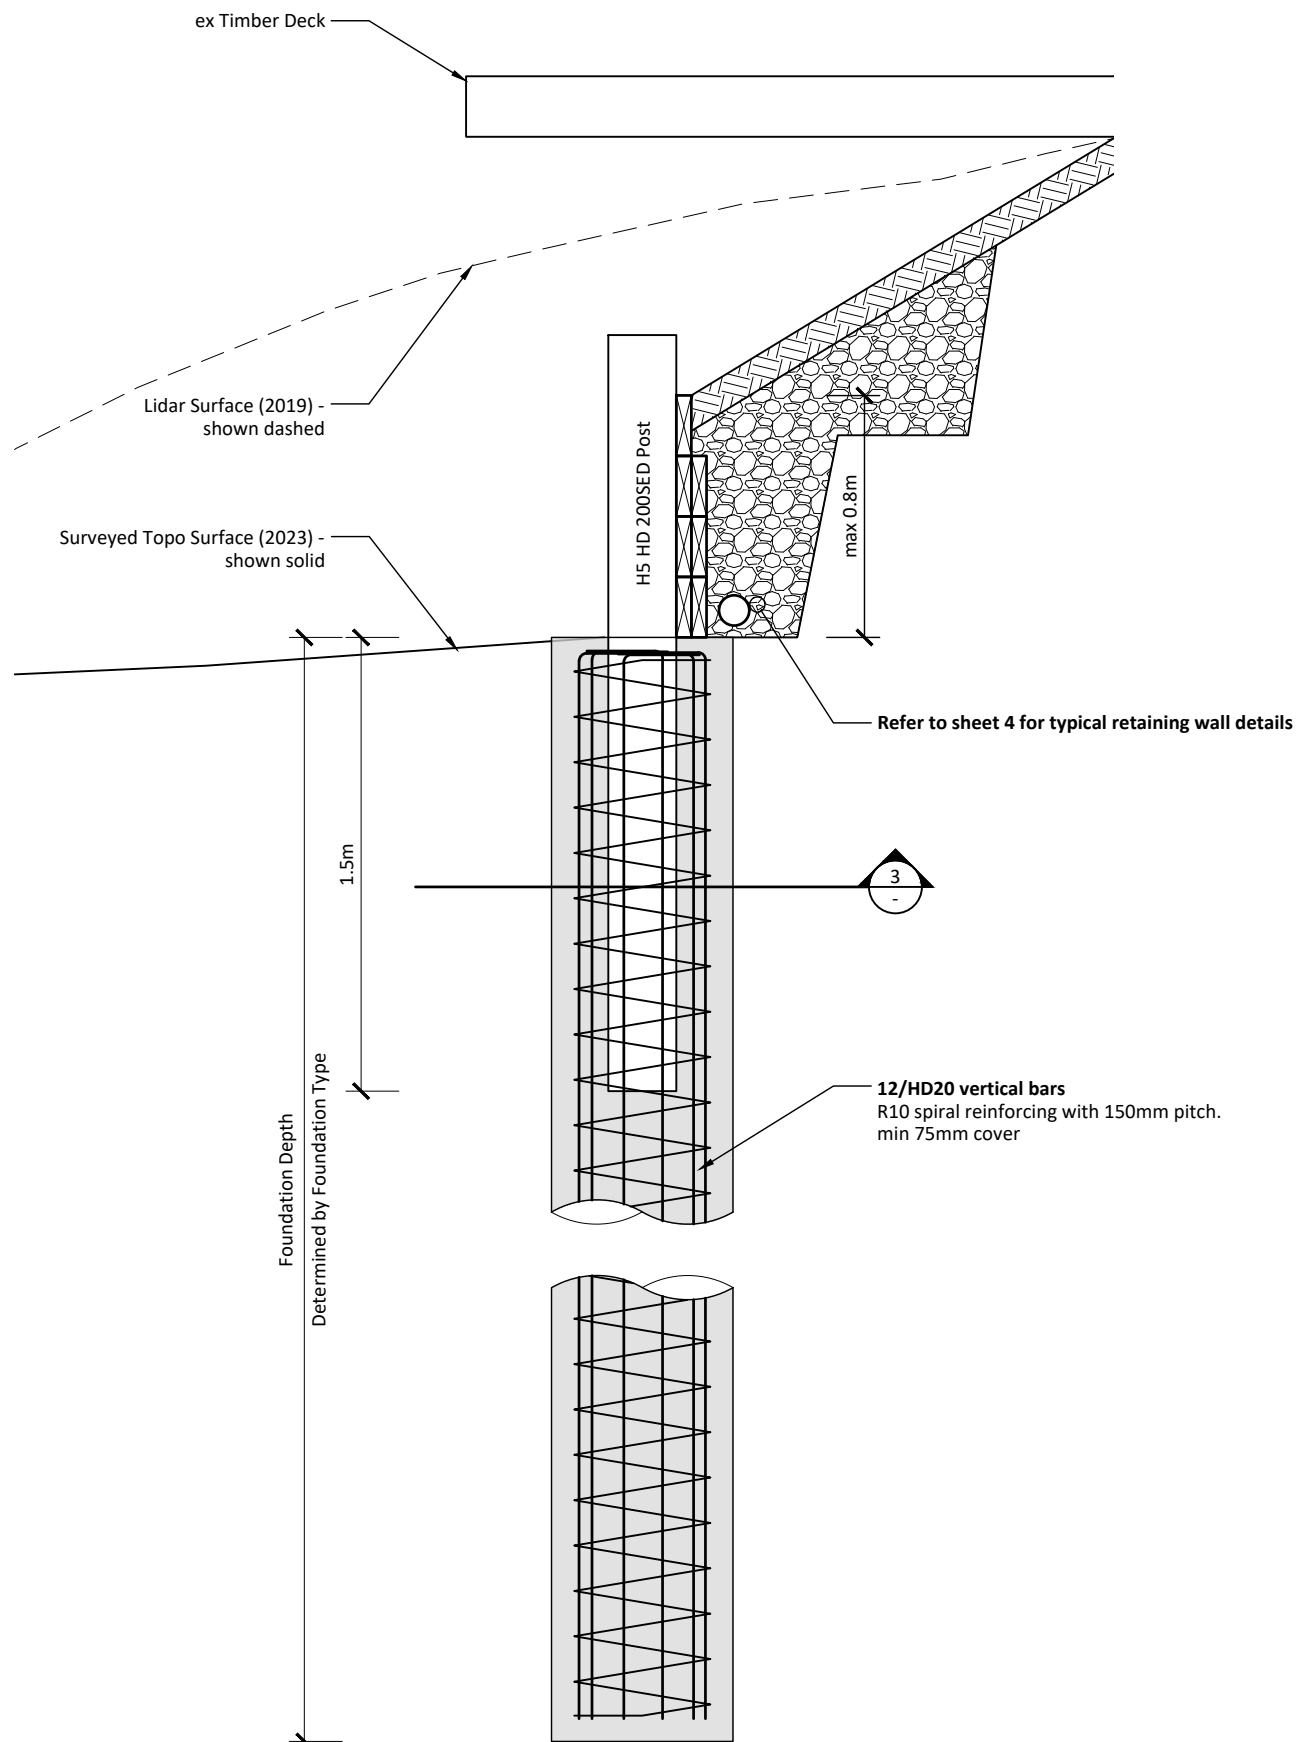 ex Timber Deck
Lidar Surface (2019) -
shown dashed
H5 HD 200SED Post
max 0.8m
Surveyed Topo Surface (2023) -
shown solid
Refer to sheet 4 for typical retaining wall details
1.5m
3
-
Foundation Depth
Determined by Foundation Type
12/HD20 vertical bars
R10 spiral reinforcing with 150mm pitch.
min 75mm cover